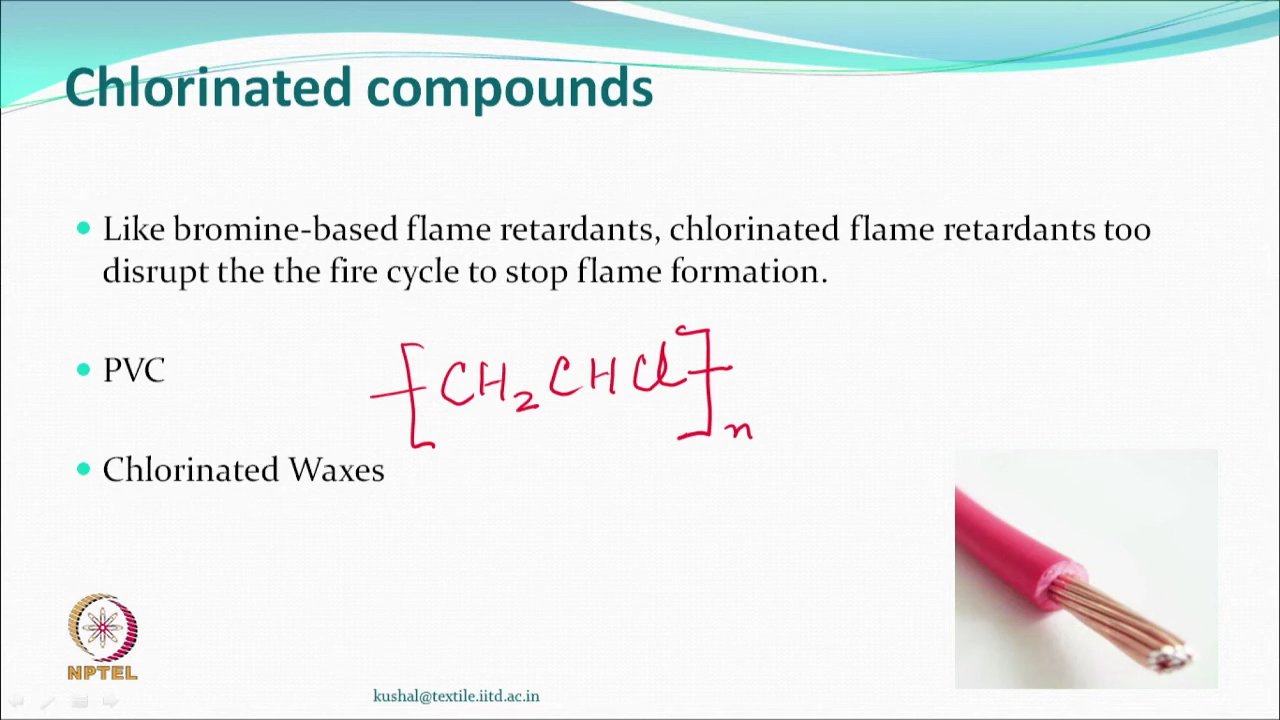 Chlorinated compounds
Like bromine-based flame retardants, chlorinated flame retardants too
disrupt the the fire cycle to stop flame formation.
PVC
[CH₂CHCl]n
Chlorinated Waxes
NPTEL
kushal@textile.iitd.ac.in